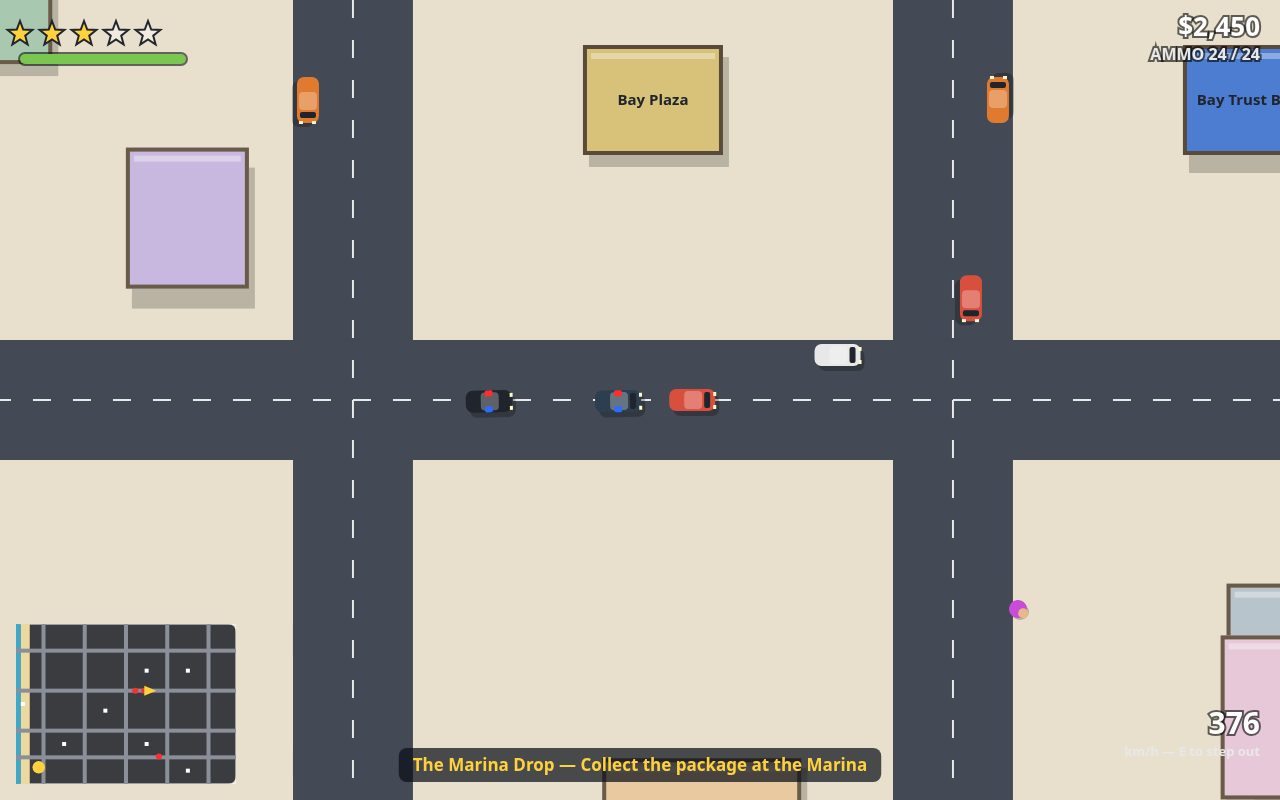 $2,450
AMMO 24 / 24
Bay Plaza
Bay Trust B
376
km/h — E to step out
The Marina Drop — Collect the package at the Marina